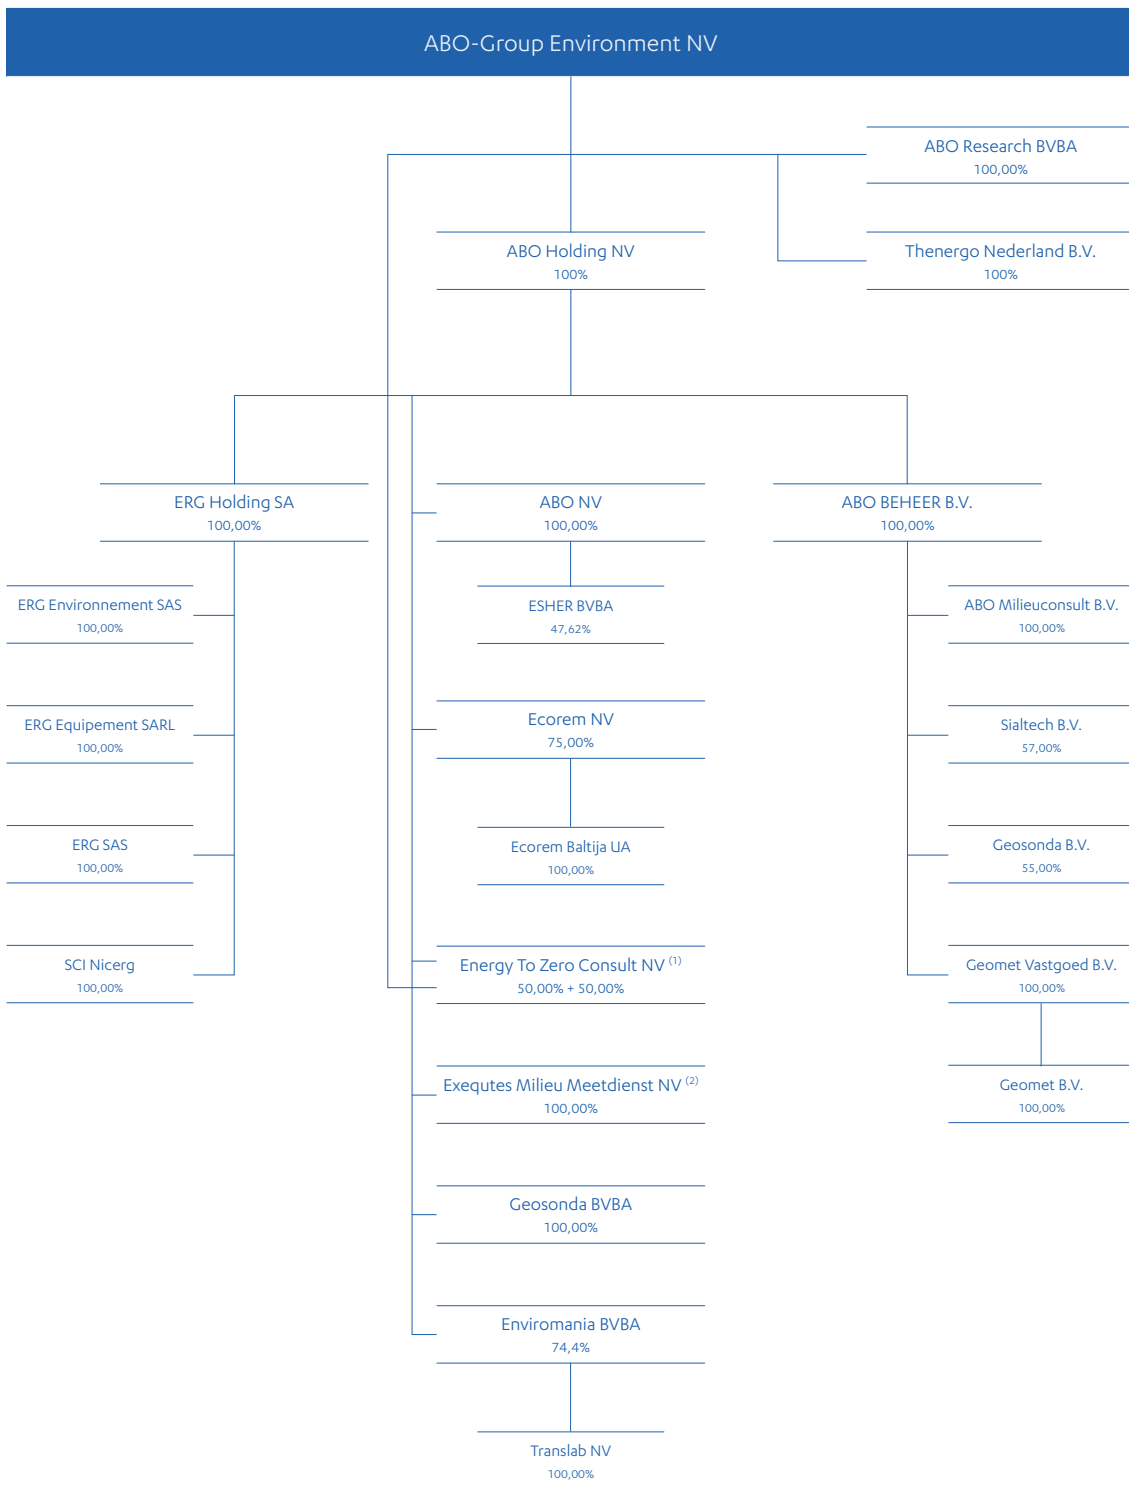 ABO-Group Environment NV
ABO Research BVBA
100,00%
ABO Holding NV
100%
Thenergo Nederland B.V.
100%
ERG Holding SA
100,00%
ABO NV
100,00%
ABO BEHEER B.V.
100,00%
ERG Environnement SAS
100,00%
ESHER BVBA
47,62%
ABO Milieuconsult B.V.
100,00%
ERG Equipement SARL
100,00%
Ecorem NV
75,00%
Sialtech B.V.
57,00%
ERG SAS
100,00%
Ecorem Baltija UA
100,00%
Geosonda B.V.
55,00%
SCI Nicerg
100,00%
Energy To Zero Consult NV (1)
50,00% + 50,00%
Geomet Vastgoed B.V.
100,00%
Exequtes Milieu Meetdienst NV (2)
100,00%
Geomet B.V.
100,00%
Geosonda BVBA
100,00%
Enviromania BVBA
74,4%
Translab NV
100,00%